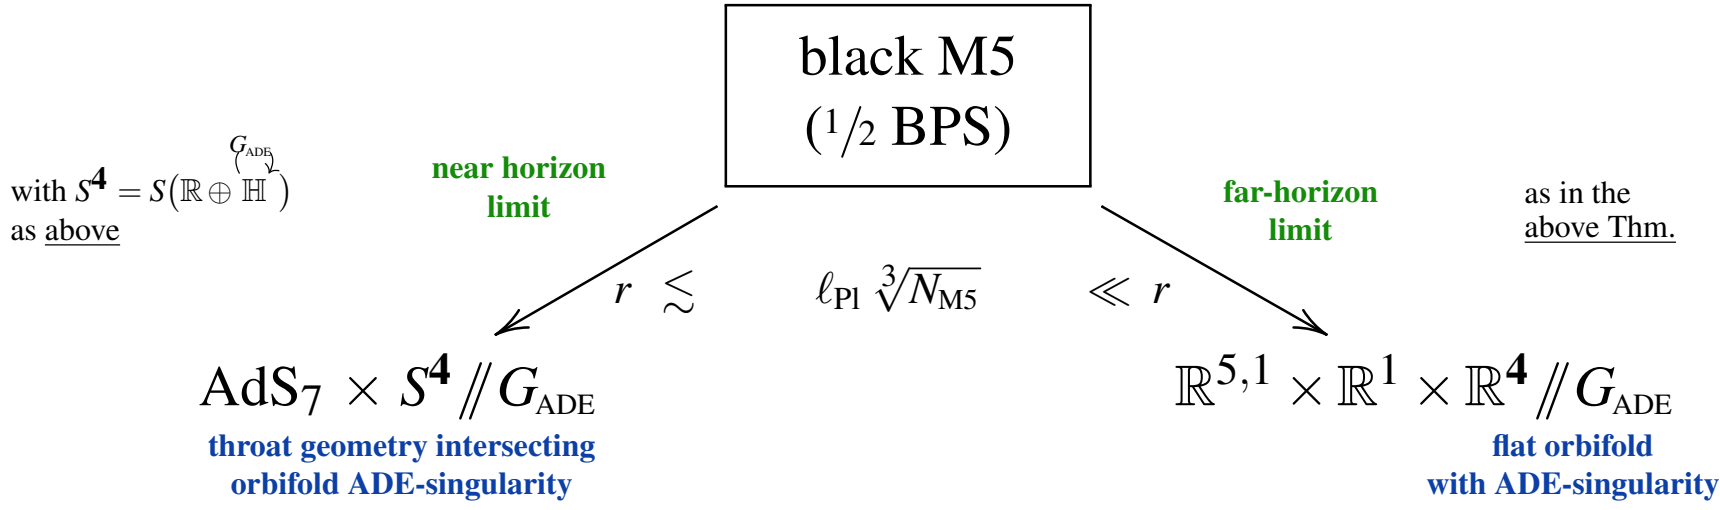 black M5
(1/2 BPS)
G_ADE
with S⁴ = S(ℝ ⊕ ℍ)
as above
near horizon
limit
far-horizon
limit
as in the
above Thm.
r ≲ ℓ_Pl ∛N_M5 ≪ r
AdS₇ × S⁴ ⫽ G_ADE
throat geometry intersecting
orbifold ADE-singularity
ℝ^{5,1} × ℝ¹ × ℝ⁴ ⫽ G_ADE
flat orbifold
with ADE-singularity